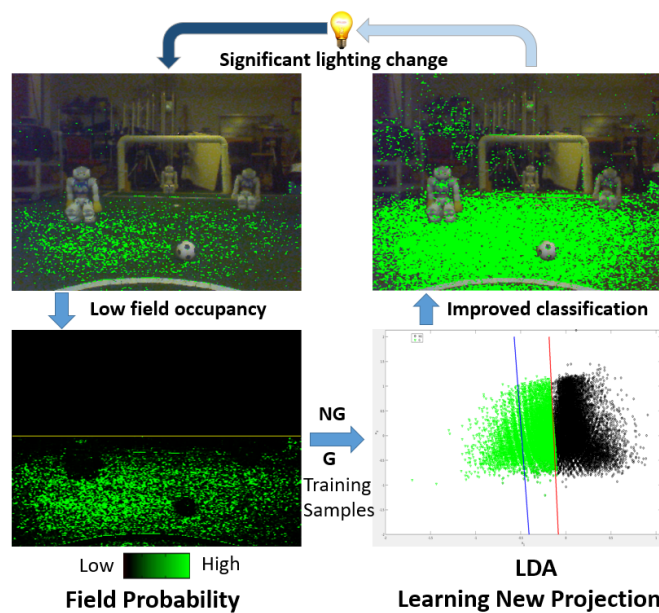 Significant lighting change
Low field occupancy
Improved classification
NG
G
Training
Samples
Low
High
Field Probability
LDA
Learning New Projection